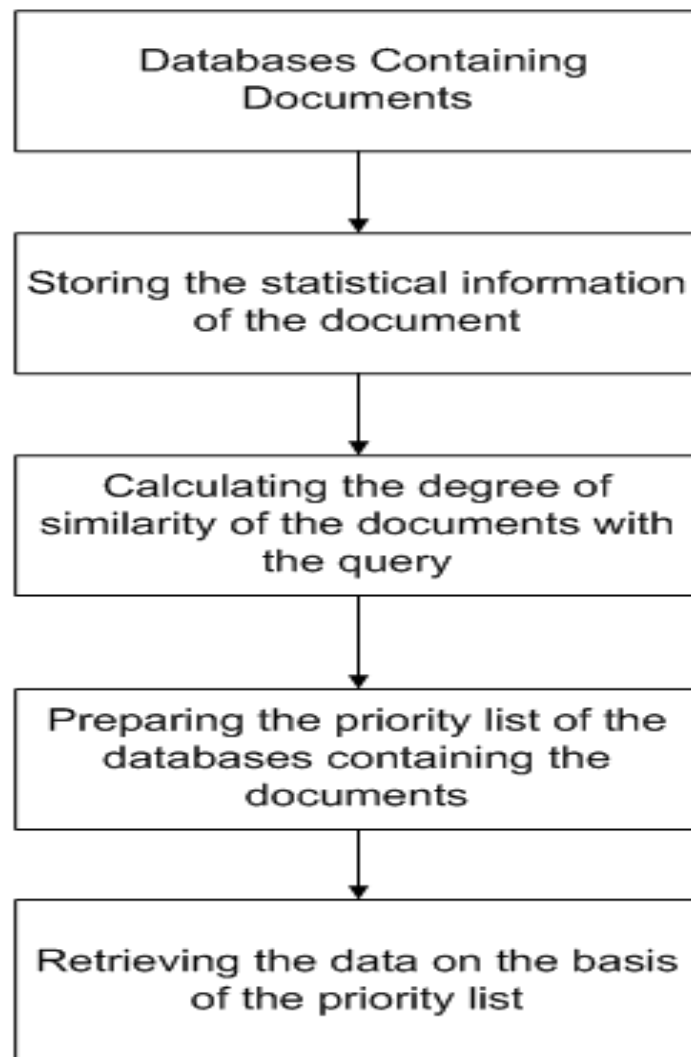 Databases Containing
Documents
Storing the statistical information
of the document
Calculating the degree of
similarity of the documents with
the query
Preparing the priority list of the
databases containing the
documents
Retrieving the data on the basis
of the priority list